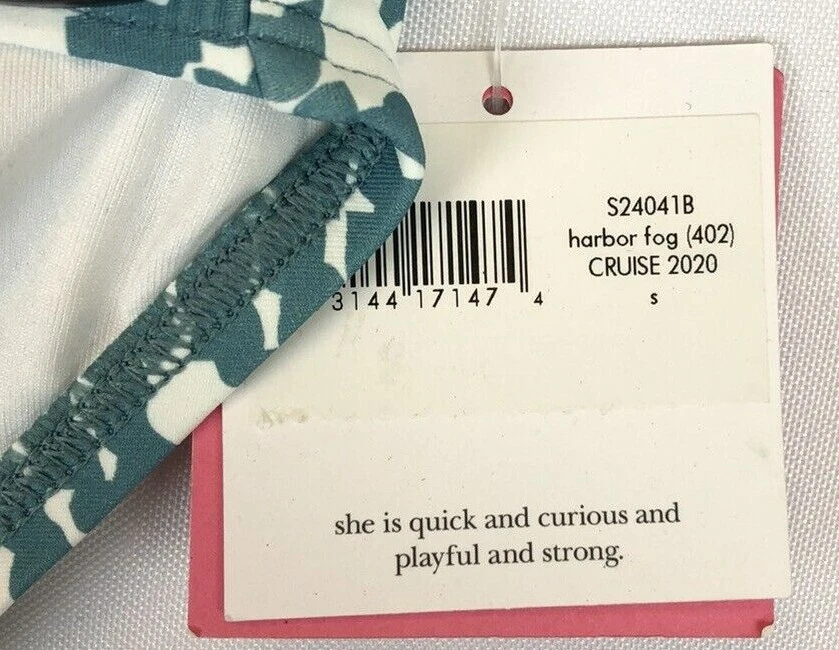 S24041B
harbor fog (402)
CRUISE 2020
s
3144 17147 4
she is quick and curious and
playful and strong.